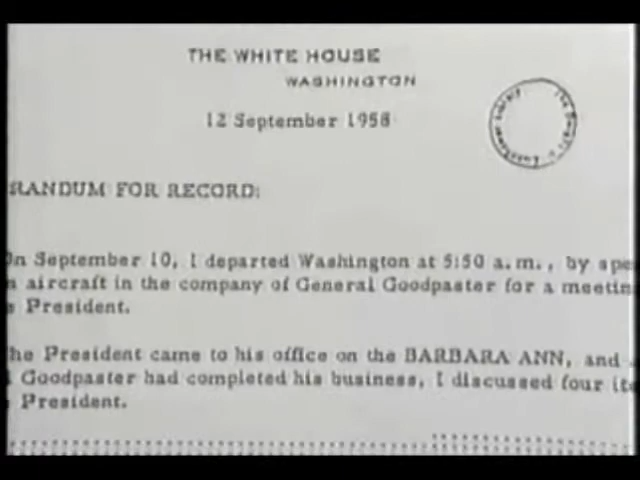 THE WHITE HOUSE
WASHINGTON
12 September 1958
RANDUM FOR RECORD:
On September 10, I departed Washington at 5:50 a.m., by spe
n aircraft in the company of General Goodpaster for a meetin
President.
he President came to his office on the BARBARA ANN, and
Goodpaster had completed his business, I discussed four ite
President.